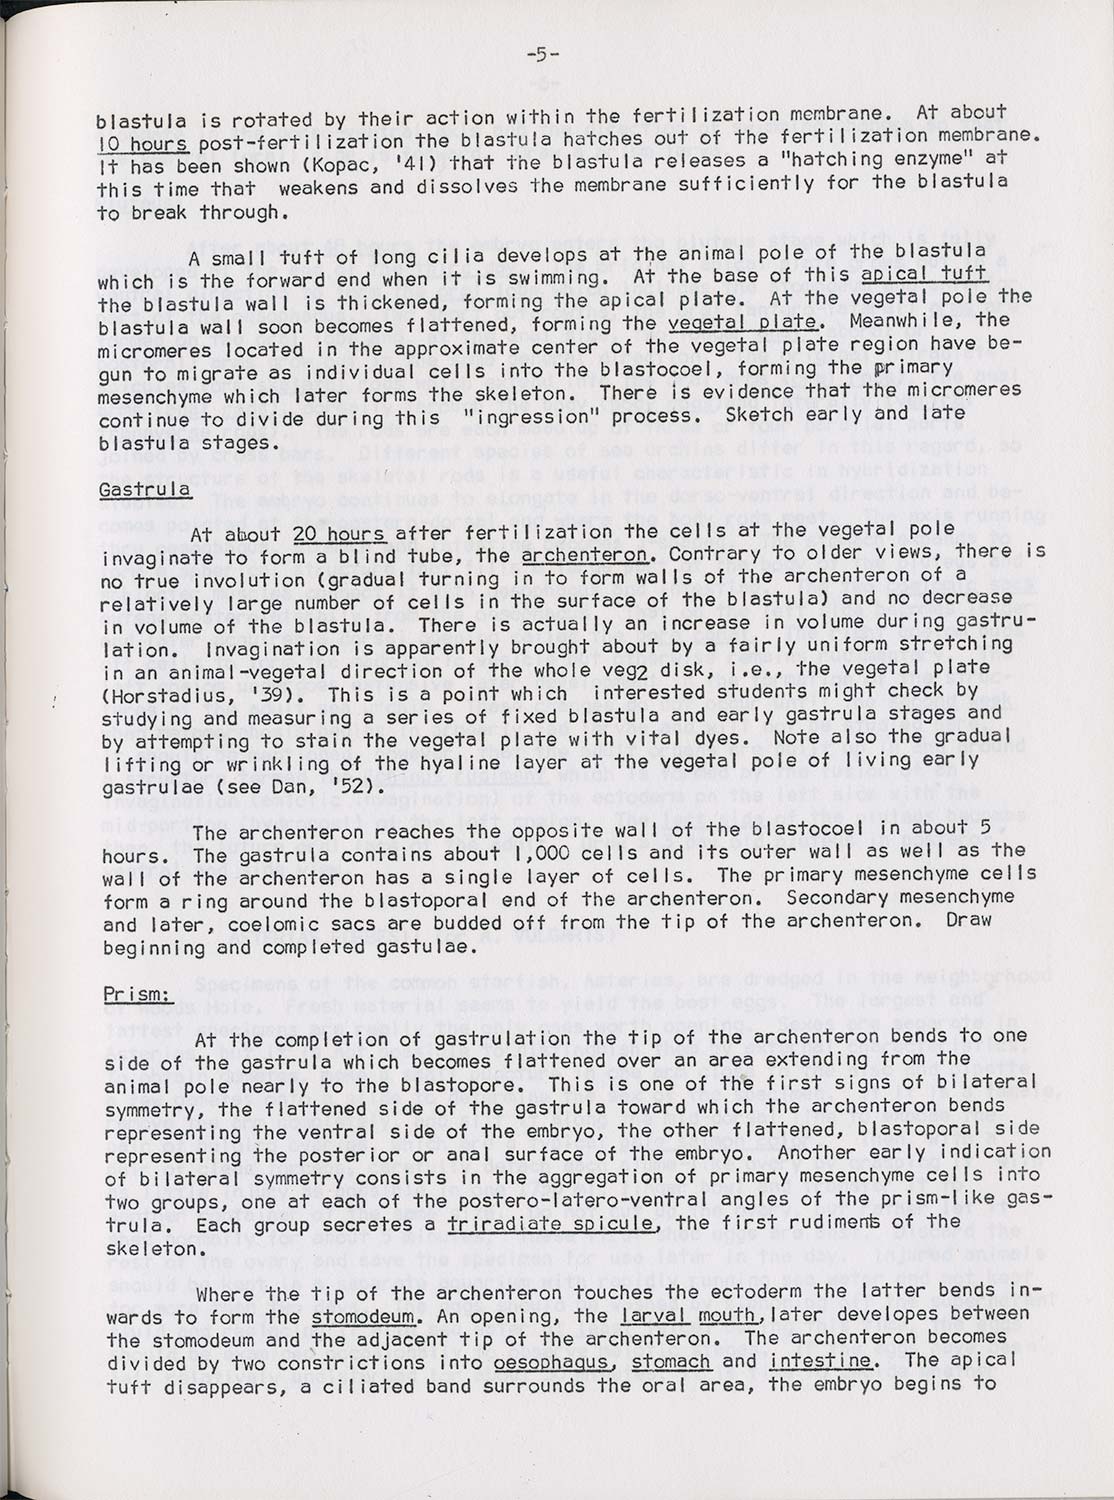 -5-
blastula is rotated by their action within the fertilization membrane. At about
10 hours post-fertilization the blastula hatches out of the fertilization membrane.
It has been shown (Kopac, '41) that the blastula releases a "hatching enzyme" at
this time that weakens and dissolves the membrane sufficiently for the blastula
to break through.
A small tuft of long cilia develops at the animal pole of the blastula
which is the forward end when it is swimming. At the base of this apical tuft
the blastula wall is thickened, forming the apical plate. At the vegetal pole the
blastula wall soon becomes flattened, forming the vegetal plate. Meanwhile, the
micromeres located in the approximate center of the vegetal plate region have be-
gun to migrate as individual cells into the blastocoel, forming the primary
mesenchyme which later forms the skeleton. There is evidence that the micromeres
continue to divide during this "ingression" process. Sketch early and late
blastula stages.
Gastrula
At about 20 hours after fertilization the cells at the vegetal pole
invaginate to form a blind tube, the archenteron. Contrary to older views, there is
no true involution (gradual turning in to form walls of the archenteron of a
relatively large number of cells in the surface of the blastula) and no decrease
in volume of the blastula. There is actually an increase in volume during gastru-
lation. Invagination is apparently brought about by a fairly uniform stretching
in an animal-vegetal direction of the whole veg2 disk, i.e., the vegetal plate
(Horstadius, '39). This is a point which interested students might check by
studying and measuring a series of fixed blastula and early gastrula stages and
by attempting to stain the vegetal plate with vital dyes. Note also the gradual
lifting or wrinkling of the hyaline layer at the vegetal pole of living early
gastrulae (see Dan, '52).
The archenteron reaches the opposite wall of the blastocoel in about 5
hours. The gastrula contains about 1,000 cells and its outer wall as well as the
wall of the archenteron has a single layer of cells. The primary mesenchyme cells
form a ring around the blastoporal end of the archenteron. Secondary mesenchyme
and later, coelomic sacs are budded off from the tip of the archenteron. Draw
beginning and completed gastulae.
Prism:
At the completion of gastrulation the tip of the archenteron bends to one
side of the gastrula which becomes flattened over an area extending from the
animal pole nearly to the blastopore. This is one of the first signs of bilateral
symmetry, the flattened side of the gastrula toward which the archenteron bends
representing the ventral side of the embryo, the other flattened, blastoporal side
representing the posterior or anal surface of the embryo. Another early indication
of bilateral symmetry consists in the aggregation of primary mesenchyme cells into
two groups, one at each of the postero-latero-ventral angles of the prism-like gas-
trula. Each group secretes a triradiate spicule, the first rudiments of the
skeleton.
Where the tip of the archenteron touches the ectoderm the latter bends in-
wards to form the stomodeum. An opening, the larval mouth, later developes between
the stomodeum and the adjacent tip of the archenteron. The archenteron becomes
divided by two constrictions into oesophagus, stomach and intestine. The apical
tuft disappears, a ciliated band surrounds the oral area, the embryo begins to